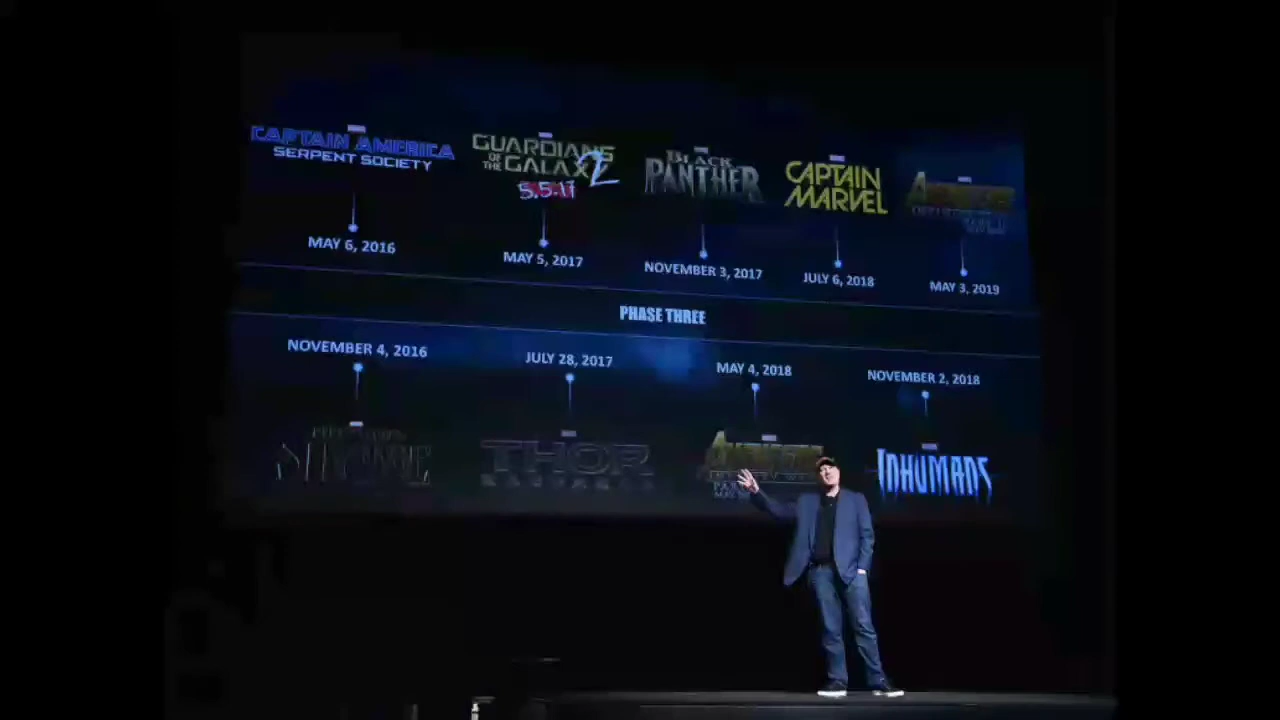 CAPTAIN AMERICA
SERPENT SOCIETY
MAY 6, 2016
GUARDIANS
OF THE GALAXY 2
5.5.17
MAY 5, 2017
BLACK
PANTHER
NOVEMBER 3, 2017
CAPTAIN
MARVEL
JULY 6, 2018
MAY 3, 2019
PHASE THREE
NOVEMBER 4, 2016
JULY 28, 2017
THOR
MAY 4, 2018
NOVEMBER 2, 2018
INHUMANS